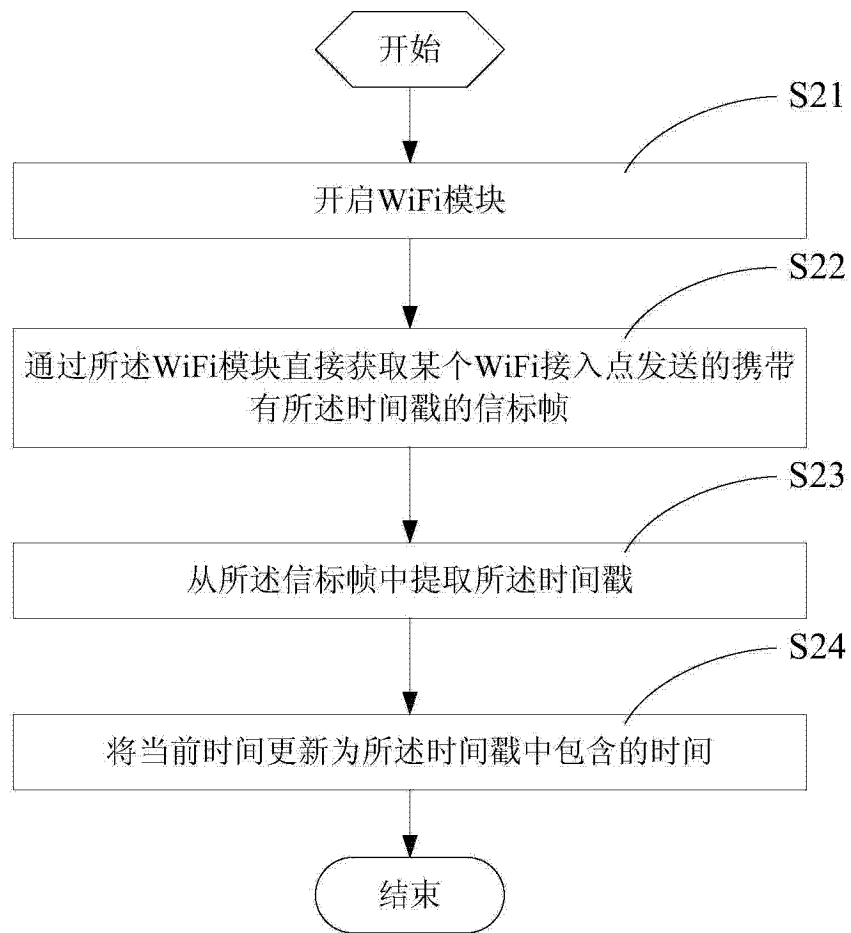 开始
S21
开启WiFi模块
S22
通过所述WiFi模块直接获取某个WiFi接入点发送的携带
有所述时间戳的信标帧
S23
从所述信标帧中提取所述时间戳
S24
将当前时间更新为所述时间戳中包含的时间
结束